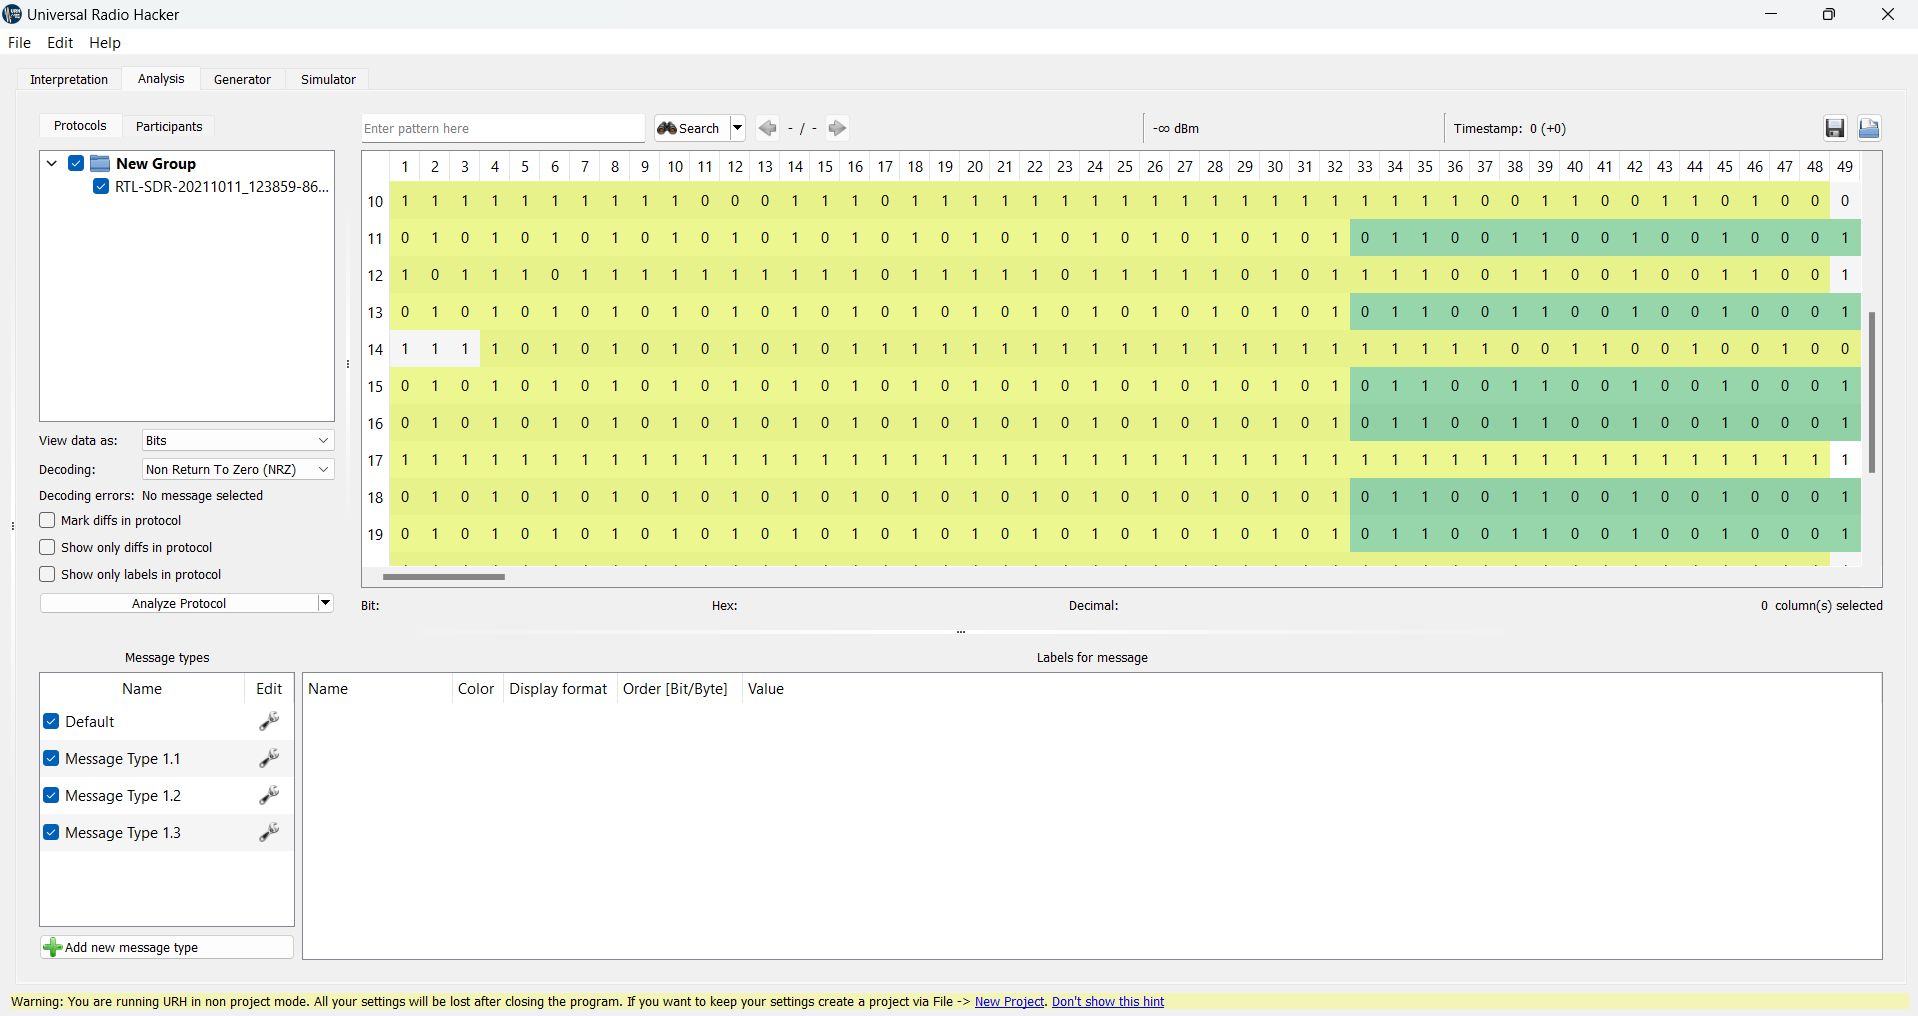 Universal Radio Hacker
File Edit Help
Interpretation Analysis Generator Simulator
Protocols Participants
New Group
RTL-SDR-20211011_123859-86...
View data as: Bits
Decoding: Non Return To Zero (NRZ)
Decoding errors: No message selected
Mark diffs in protocol
Show only diffs in protocol
Show only labels in protocol
Analyze Protocol
Enter pattern here Search - / - -∞ dBm Timestamp: 0 (+0)
1 2 3 4 5 6 7 8 9 10 11 12 13 14 15 16 17 18 19 20 21 22 23 24 25 26 27 28 29 30 31 32 33 34 35 36 37 38 39 40 41 42 43 44 45 46 47 48 49
10 1 1 1 1 1 1 1 1 1 1 0 0 0 1 1 1 0 1 1 1 1 1 1 1 1 1 1 1 1 1 1 1 1 1 1 1 0 0 1 1 0 0 1 1 0 1 0 0 0
11 0 1 0 1 0 1 0 1 0 1 0 1 0 1 0 1 0 1 0 1 0 1 0 1 0 1 0 1 0 1 0 1 0 1 1 0 0 1 1 0 0 1 0 0 1 0 0 0 1
12 1 0 1 1 1 0 1 1 1 1 1 1 1 1 1 1 0 1 1 1 1 1 0 1 1 1 1 1 0 1 0 1 1 1 1 0 0 1 1 0 0 1 0 0 1 1 0 0 1
13 0 1 0 1 0 1 0 1 0 1 0 1 0 1 0 1 0 1 0 1 0 1 0 1 0 1 0 1 0 1 0 1 0 1 1 0 0 1 1 0 0 1 0 0 1 0 0 0 1
14 1 1 1 1 0 1 0 1 0 1 0 1 0 1 0 1 1 1 1 1 1 1 1 1 1 1 1 1 1 1 1 1 1 1 1 1 1 0 0 1 1 0 0 1 0 0 1 0 0
15 0 1 0 1 0 1 0 1 0 1 0 1 0 1 0 1 0 1 0 1 0 1 0 1 0 1 0 1 0 1 0 1 0 1 1 0 0 1 1 0 0 1 0 0 1 0 0 0 1
16 0 1 0 1 0 1 0 1 0 1 0 1 0 1 0 1 0 1 0 1 0 1 0 1 0 1 0 1 0 1 0 1 0 1 1 0 0 1 1 0 0 1 0 0 1 0 0 0 1
17 1 1 1 1 1 1 1 1 1 1 1 1 1 1 1 1 1 1 1 1 1 1 1 1 1 1 1 1 1 1 1 1 1 1 1 1 1 1 1 1 1 1 1 1 1 1 1 1 1
18 0 1 0 1 0 1 0 1 0 1 0 1 0 1 0 1 0 1 0 1 0 1 0 1 0 1 0 1 0 1 0 1 0 1 1 0 0 1 1 0 0 1 0 0 1 0 0 0 1
19 0 1 0 1 0 1 0 1 0 1 0 1 0 1 0 1 0 1 0 1 0 1 0 1 0 1 0 1 0 1 0 1 0 1 1 0 0 1 1 0 0 1 0 0 1 0 0 0 1
Bit: Hex: Decimal: 0 column(s) selected
Message types
Name Edit
Default
Message Type 1.1
Message Type 1.2
Message Type 1.3
Add new message type
Labels for message
Name Color Display format Order [Bit/Byte] Value
Warning: You are running URH in non project mode. All your settings will be lost after closing the program. If you want to keep your settings create a project via File -> New Project. Don't show this hint